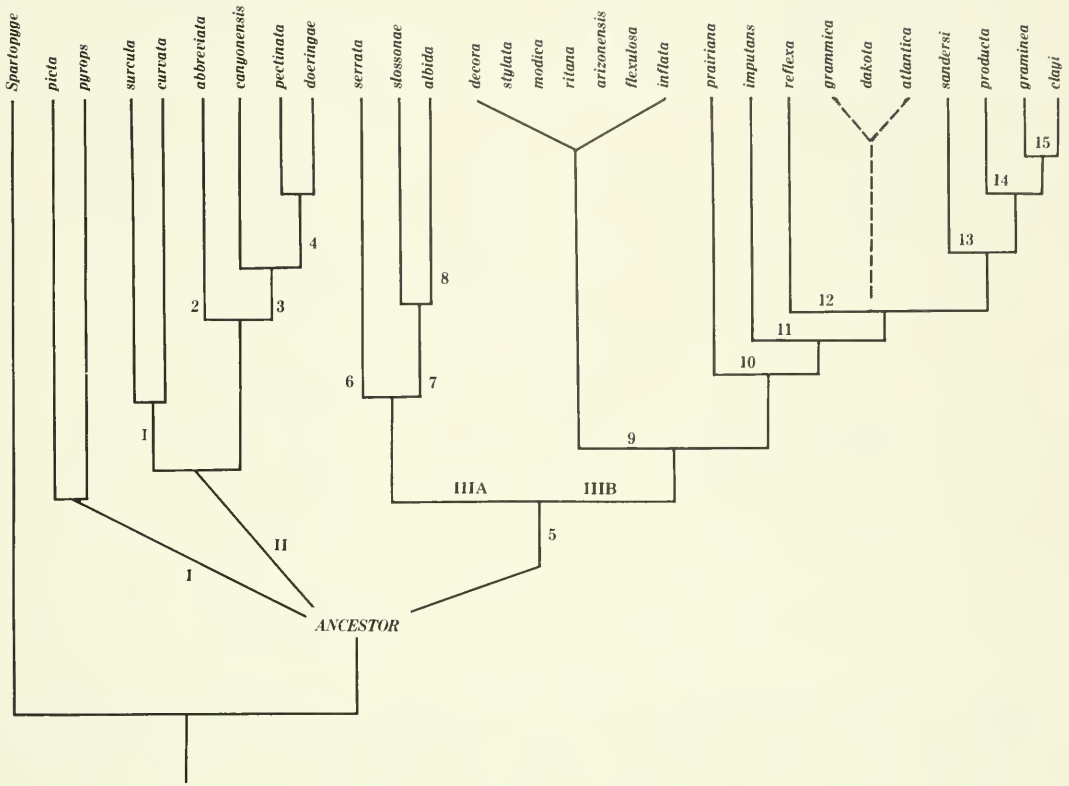 Spartopyge
picta
pyrops
surcula
curvata
abbreviata
canyonensis
pectinata
doeringae
serrata
slossonae
albida
decora
stylata
modica
ritana
arizonensis
flexulosa
inflata
prairiana
imputans
reflexa
gramica
dakota
atlantica
sandersi
producta
graminea
clayi
15
14
13
12
11
10
9
8
7
6
4
3
2
I
IIIA
IIIB
5
II
I
ANCESTOR